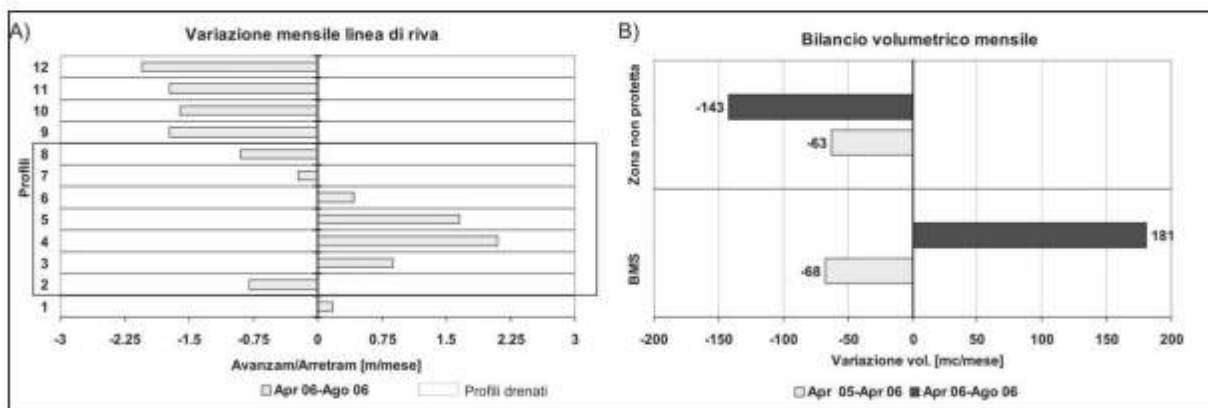 A)
Variazione mensile linea di riva
Profili
12
11
10
9
8
7
6
5
4
3
2
1
-3 -2.25 -1.5 -0.75 0 0.75 1.5 2.25 3
Avanzam/Arretram [m/mese]
Apr 06-Ago 06 Profili drenati
B)
Bilancio volumetrico mensile
Zona non protetta
-143
-63
BMS
181
-68
-200 -150 -100 -50 0 50 100 150 200
Variazione vol. [mc/mese]
Apr 05-Apr 06 Apr 06-Ago 06